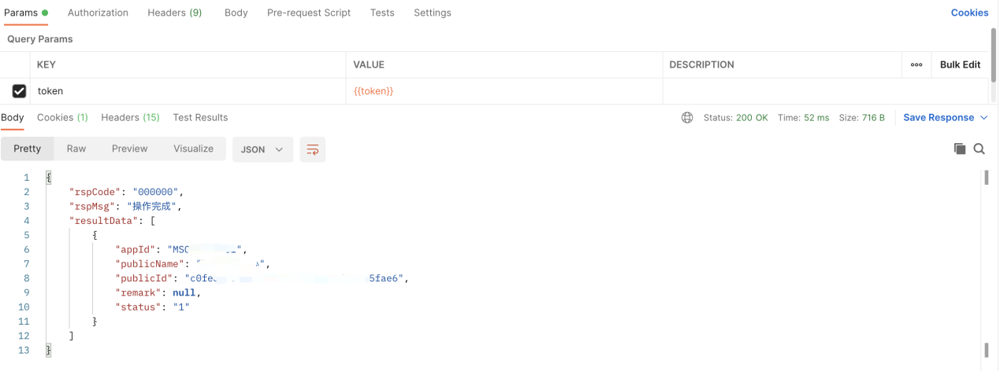 Params Authorization Headers (9) Body Pre-request Script Tests Settings Cookies
Query Params
KEY VALUE DESCRIPTION ooo Bulk Edit
token {{token}}
Body Cookies (1) Headers (15) Test Results Status: 200 OK Time: 52 ms Size: 716 B Save Response
Pretty Raw Preview Visualize JSON
1 {
2 "rspCode": "000000",
3 "rspMsg": "操作完成",
4 "resultData": [
5 {
6 "appId": "MSC
7 "publicName":
8 "publicId": "c0fe 5fae6",
9 "remark": null,
10 "status": "1"
11 }
12 ]
13 }